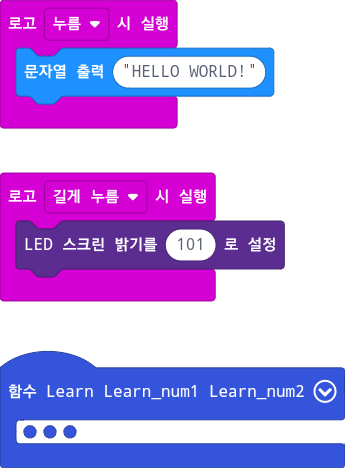 로고 누름 시 실행
문자열 출력 "HELLO WORLD!"
로고 길게 누름 시 실행
LED 스크린 밝기를 101 로 설정
함수 Learn Learn_num1 Learn_num2